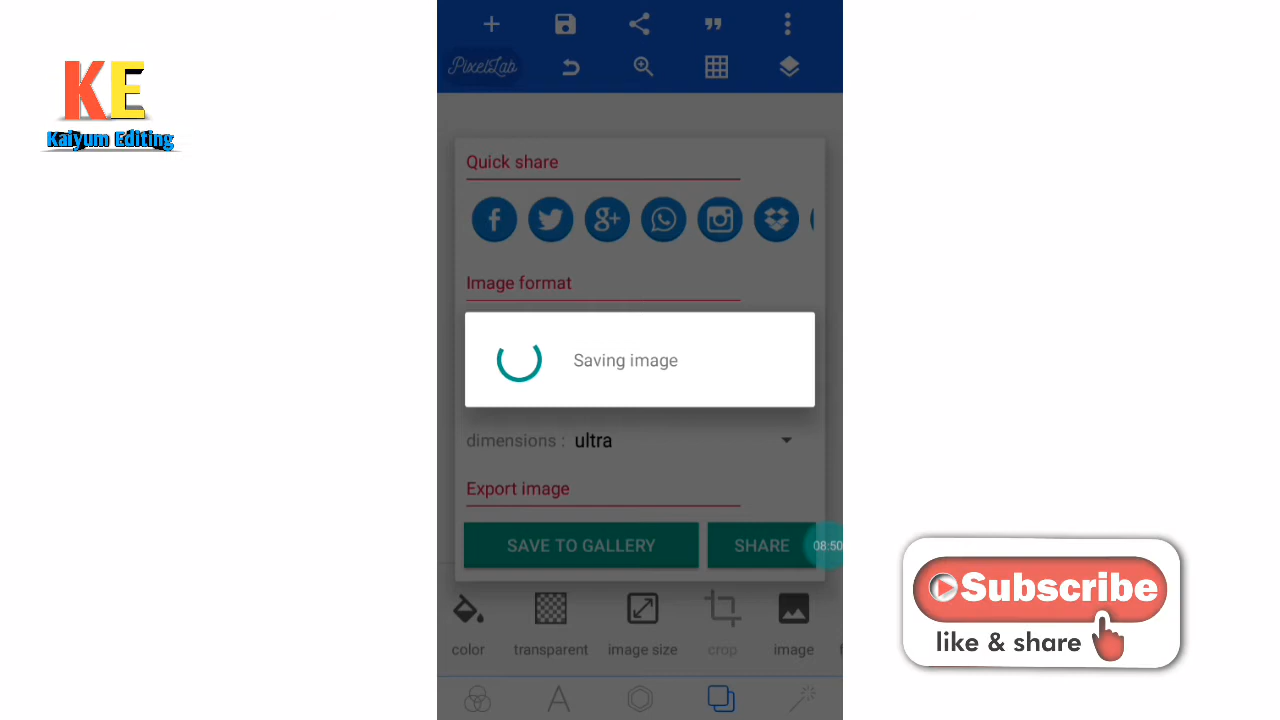 KE
Kaiyum Editing
PixelLab
Quick share
Image format
Saving image
dimensions : ultra
Export image
SAVE TO GALLERY
SHARE
08:50
color
transparent
image size
crop
image
Subscribe
like & share